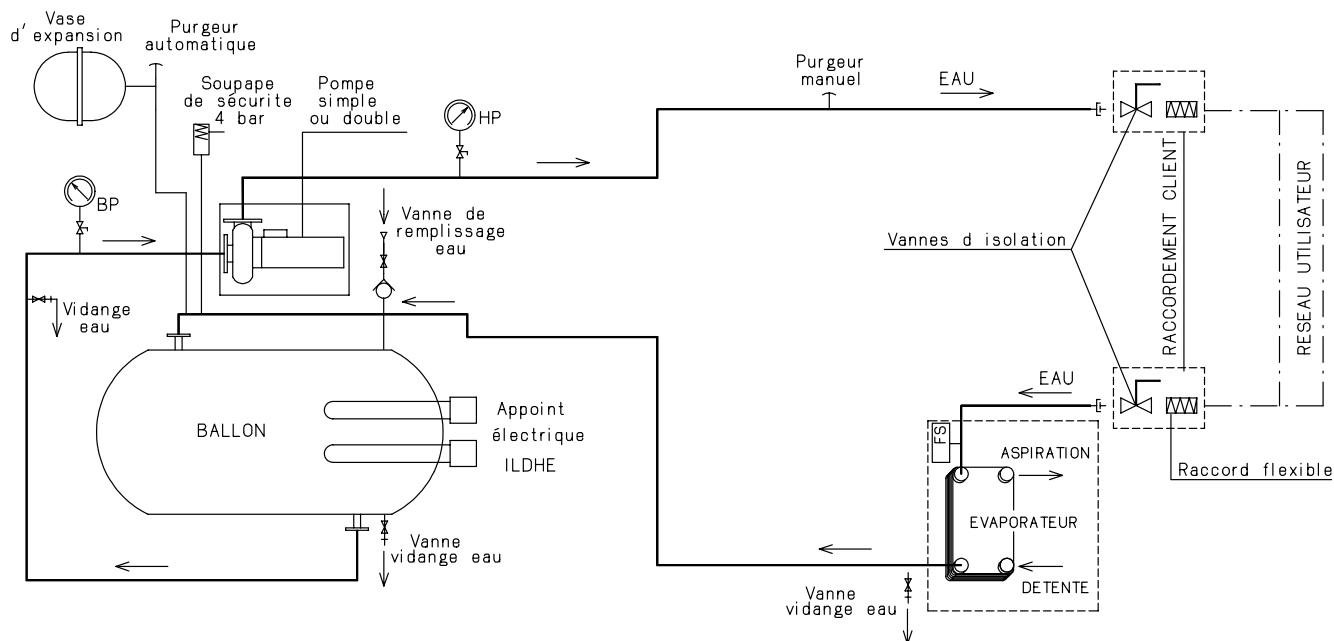 Vase
d' expansion
Purgeur
automatique
Soupape
de sécurite
4 bar
Pompe
simple
ou double
HP
Purgeur
manuel
EAU
BP
Vanne de
remplissage
eau
Vannes d isolation
RACCORDEMENT CLIENT
RESEAU UTILISATEUR
Vidange
eau
BALLON
Appoint
électrique
ILDHE
EAU
FS
ASPIRATION
Raccord flexible
EVAPORATEUR
DETENTE
Vanne
vidange eau
Vanne
vidange eau